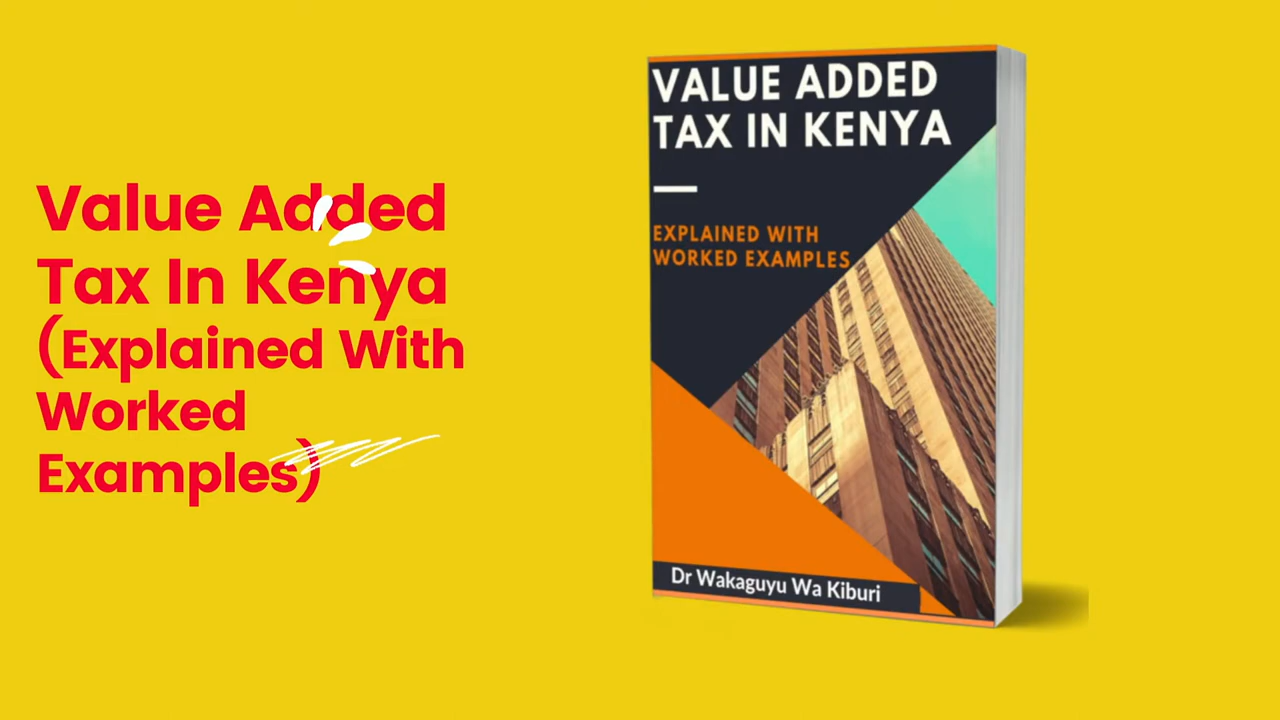 Value Added
Tax In Kenya
(Explained With
Worked
Examples)
VALUE ADDED
TAX IN KENYA
EXPLAINED WITH
WORKED EXAMPLES
Dr Wakaguyu Wa Kiburi